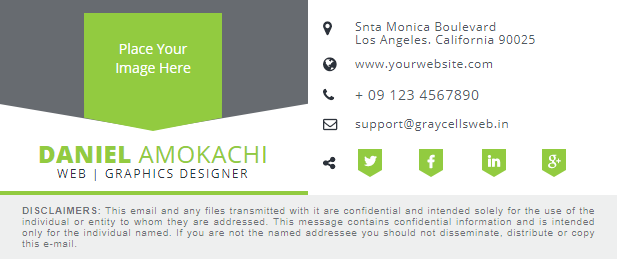 Place Your
Image Here
DANIEL AMOKACHI
WEB | GRAPHICS DESIGNER
Snta Monica Boulevard
Los Angeles. California 90025
www.yourwebsite.com
+ 09 123 4567890
support@graycellsweb.in
f
in
g+
DISCLAIMERS: This email and any files transmitted with it are confidential and intended solely for the use of the
individual or entity to whom they are addressed. This message contains confidential information and is intended
only for the individual named. If you are not the named addressee you should not disseminate, distribute or copy
this e-mail.